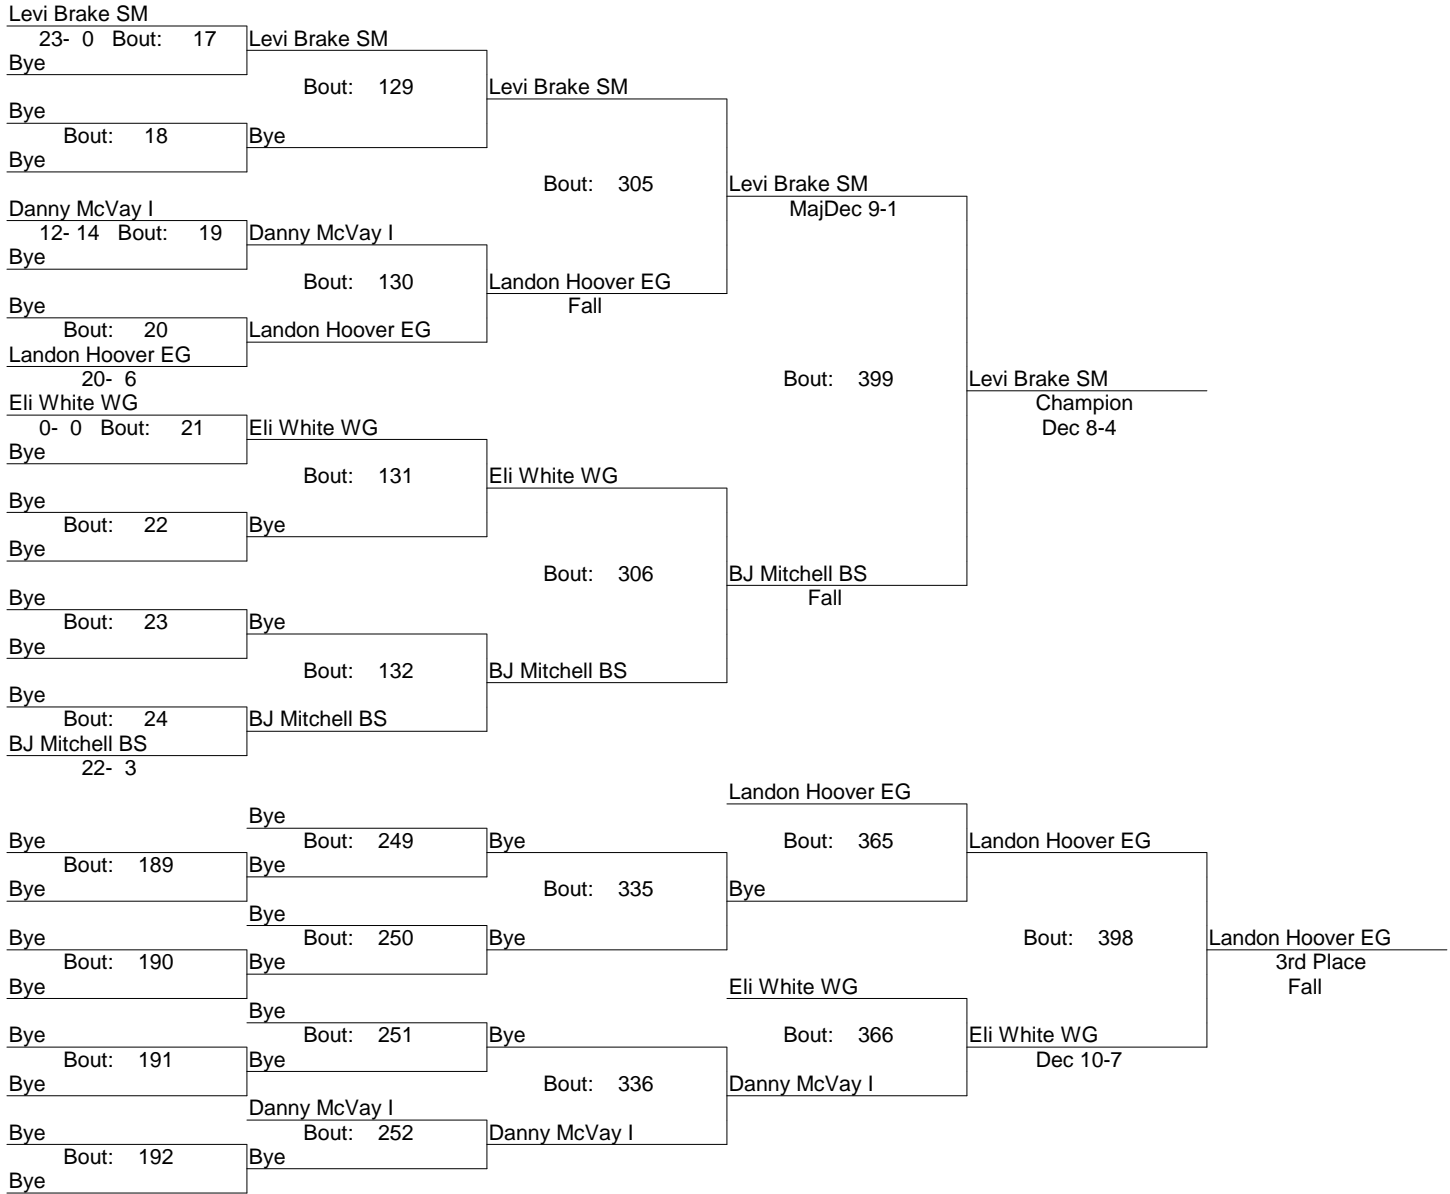 Levi Brake SM
23- 0 Bout: 17 Levi Brake SM
Bye
Bout: 129 Levi Brake SM
Bye
Bout: 18 Bye
Bye
Bout: 305 Levi Brake SM
Danny McVay I MajDec 9-1
12- 14 Bout: 19 Danny McVay I
Bye
Bout: 130 Landon Hoover EG
Bye Fall
Bout: 20 Landon Hoover EG
Landon Hoover EG
20- 6 Bout: 399 Levi Brake SM
Eli White WG Champion
0- 0 Bout: 21 Eli White WG Dec 8-4
Bye
Bout: 131 Eli White WG
Bye
Bout: 22 Bye
Bye
Bout: 306 BJ Mitchell BS
Bye Fall
Bout: 23 Bye
Bye
Bout: 132 BJ Mitchell BS
Bye
Bout: 24 BJ Mitchell BS
BJ Mitchell BS
22- 3
Landon Hoover EG
Bye
Bye Bout: 249 Bye Bout: 365 Landon Hoover EG
Bout: 189 Bye
Bye Bout: 335 Bye
Bye
Bye Bout: 250 Bye Bout: 398 Landon Hoover EG
Bout: 190 Bye 3rd Place
Bye Eli White WG Fall
Bye
Bye Bout: 251 Bye Bout: 366 Eli White WG
Bout: 191 Bye Dec 10-7
Bye Bout: 336 Danny McVay I
Danny McVay I
Bye Bout: 252 Danny McVay I
Bout: 192 Bye
Bye